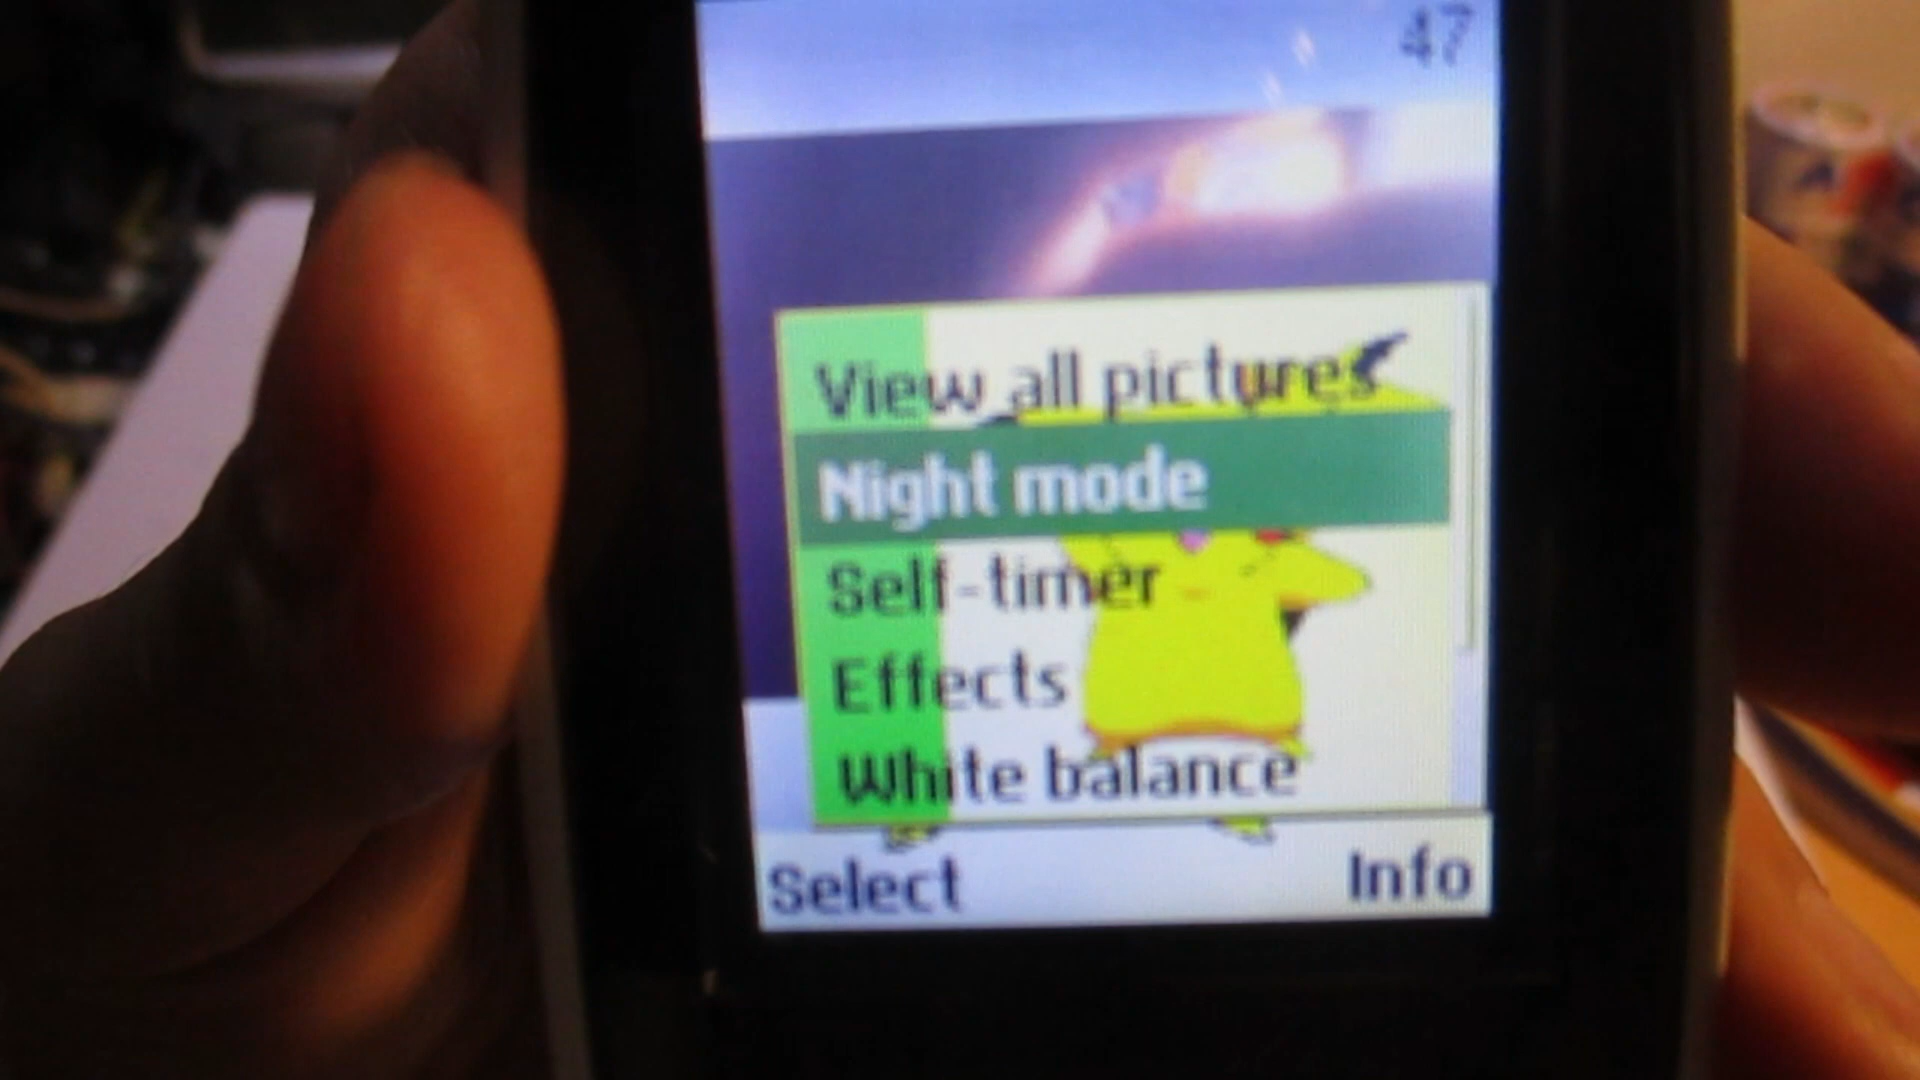 47
View all pictures
Night mode
Self-timer
Effects
White balance
Select
Info